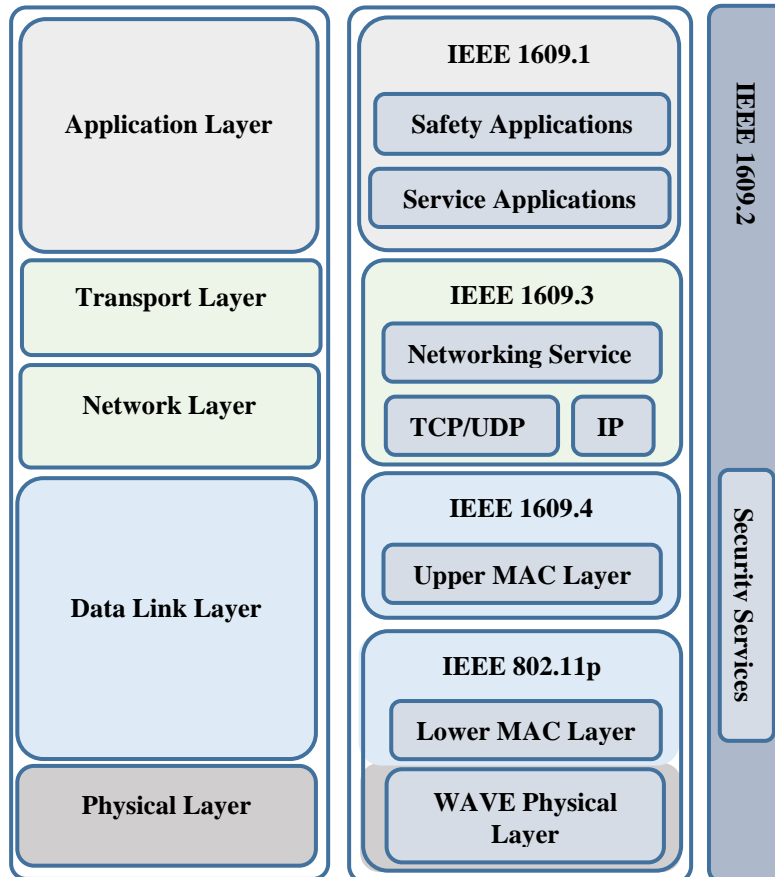 Application Layer
Transport Layer
Network Layer
Data Link Layer
Physical Layer
IEEE 1609.1
Safety Applications
Service Applications
IEEE 1609.3
Networking Service
TCP/UDP
IP
IEEE 1609.4
Upper MAC Layer
IEEE 802.11p
Lower MAC Layer
WAVE Physical
Layer
IEEE 1609.2
Security Services